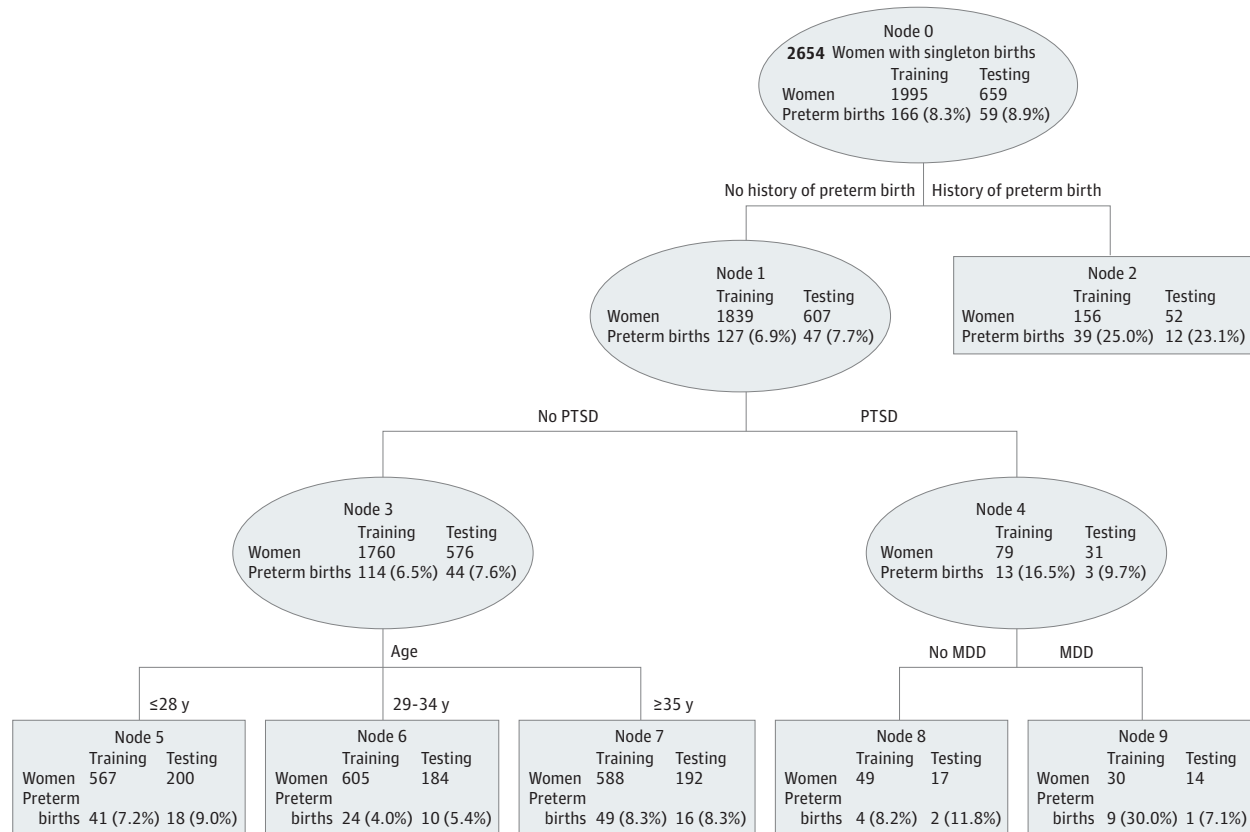 Node 0
2654 Women with singleton births
Training Testing
Women 1995 659
Preterm births 166 (8.3%) 59 (8.9%)
No history of preterm birth History of preterm birth
Node 1
Training Testing
Women 1839 607
Preterm births 127 (6.9%) 47 (7.7%)
Node 2
Training Testing
Women 156 52
Preterm births 39 (25.0%) 12 (23.1%)
No PTSD PTSD
Node 3
Training Testing
Women 1760 576
Preterm births 114 (6.5%) 44 (7.6%)
Node 4
Training Testing
Women 79 31
Preterm births 13 (16.5%) 3 (9.7%)
Age
No MDD MDD
≤28 y 29-34 y ≥35 y
Node 5
Training Testing
Women 567 200
Preterm
births 41 (7.2%) 18 (9.0%)
Node 6
Training Testing
Women 605 184
Preterm
births 24 (4.0%) 10 (5.4%)
Node 7
Training Testing
Women 588 192
Preterm
births 49 (8.3%) 16 (8.3%)
Node 8
Training Testing
Women 49 17
Preterm
births 4 (8.2%) 2 (11.8%)
Node 9
Training Testing
Women 30 14
Preterm
births 9 (30.0%) 1 (7.1%)